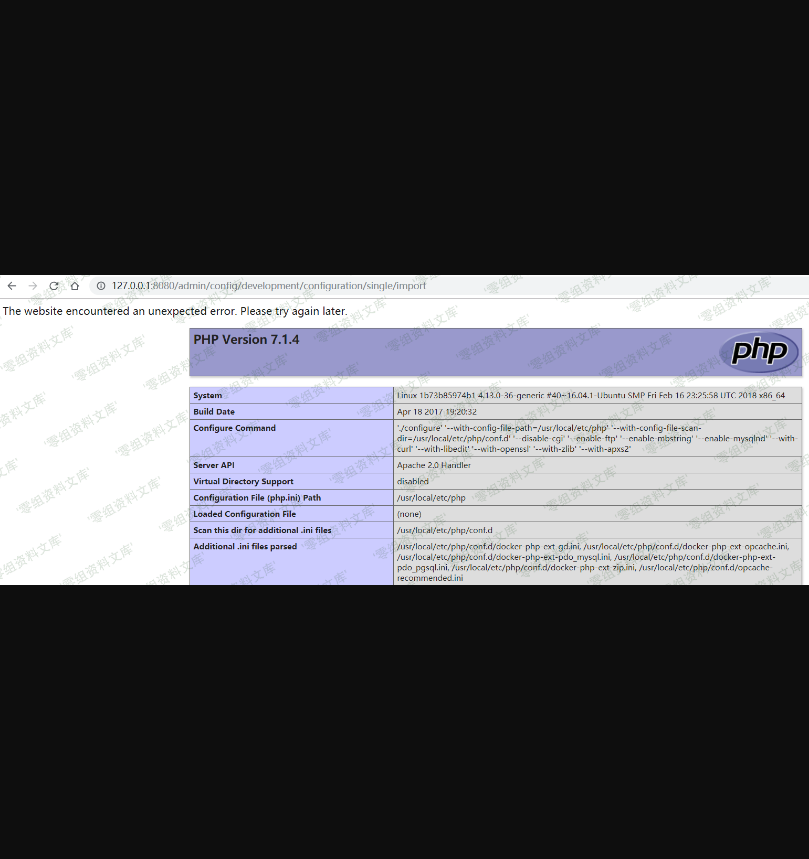 127.0.0.1:8080/admin/config/development/configuration/single/import
The website encountered an unexpected error. Please try again later.
PHP Version 7.1.4
php
System
Linux 1b73b85974b1 4.13.0-36-generic #40~16.04.1-Ubuntu SMP Fri Feb 16 23:25:58 UTC 2018 x86_64
Build Date
Apr 18 2017 19:20:32
Configure Command
'./configure' '--with-config-file-path=/usr/local/etc/php' '--with-config-file-scan-
dir=/usr/local/etc/php/conf.d' '--disable-cgi' '--enable-ftp' '--enable-mbstring' '--enable-mysqlnd' '--with-
curl' '--with-libedit' '--with-openssl' '--with-zlib' '--with-apxs2'
Server API
Apache 2.0 Handler
Virtual Directory Support
disabled
Configuration File (php.ini) Path
/usr/local/etc/php
Loaded Configuration File
(none)
Scan this dir for additional .ini files
/usr/local/etc/php/conf.d
Additional .ini files parsed
/usr/local/etc/php/conf.d/docker-php-ext-gd.ini, /usr/local/etc/php/conf.d/docker-php-ext-opcache.ini,
/usr/local/etc/php/conf.d/docker-php-ext-pdo_mysql.ini, /usr/local/etc/php/conf.d/docker-php-ext-
pdo_pgsql.ini, /usr/local/etc/php/conf.d/docker-php-ext-zip.ini, /usr/local/etc/php/conf.d/opcache-
recommended.ini
'零组资料文库'